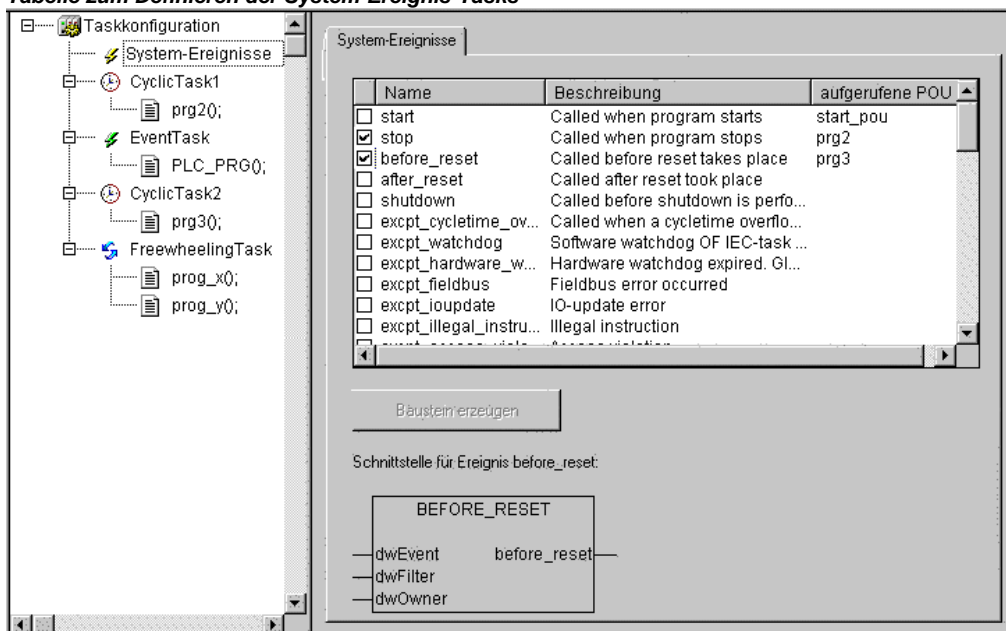 Tabelle zum Definieren der System-Ereignis-Tasks
Taskkonfiguration
System-Ereignisse
CyclicTask1
prg2();
EventTask
PLC_PRG();
CyclicTask2
prg3();
FreewheelingTask
prog_x();
prog_y();
System-Ereignisse
Name Beschreibung aufgerufene POU
start Called when program starts start_pou
stop Called when program stops prg2
before_reset Called before reset takes place prg3
after_reset Called after reset took place
shutdown Called before shutdown is perfo...
excpt_cycletime_ov... Called when a cycletime overflo...
excpt_watchdog Software watchdog OF IEC-task ...
excpt_hardware_w... Hardware watchdog expired. Gl...
excpt_fieldbus Fieldbus error occurred
excpt_ioupdate IO-update error
excpt_illegal_instru... Illegal instruction
Baustein erzeugen
Schnittstelle für Ereignis before_reset:
BEFORE_RESET
dwEvent before_reset
dwFilter
dwOwner